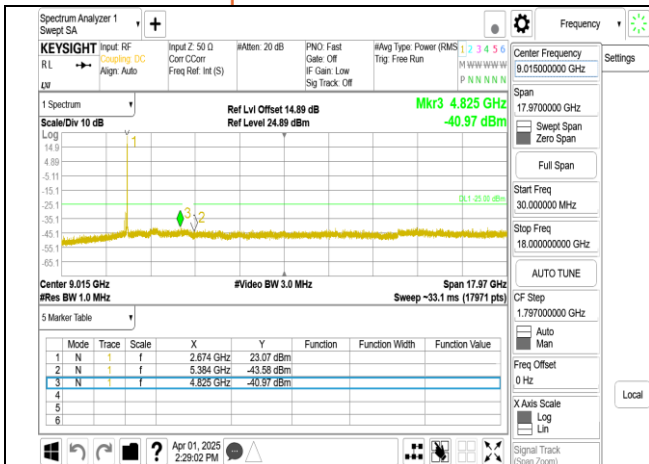 Spectrum Analyzer 1
Swept SA
Frequency
KEYSIGHT
Input: RF
Coupling: DC
Align: Auto
Input Z: 50 Ω
Corr CCorr
Freq Ref: Int (S)
#Atten: 20 dB
PNO: Fast
Gate: Off
IF Gain: Low
Sig Track: Off
#Avg Type: Power (RMS
Trig: Free Run
1 2 3 4 5 6
M W W W W W
P N N N N N
RL
LXI
Center Frequency
9.015000000 GHz
Settings
Span
17.9700000 GHz
Swept Span
Zero Span
Full Span
Start Freq
30.000000 MHz
Stop Freq
18.000000000 GHz
AUTO TUNE
CF Step
1.797000000 GHz
Auto
Man
Freq Offset
0 Hz
X Axis Scale
Log
Lin
Local
Signal Track
(Span Zoom)
1 Spectrum
Scale/Div 10 dB
Ref Lvl Offset 14.89 dB
Ref Level 24.89 dBm
Mkr3 4.825 GHz
-40.97 dBm
Log
14.9
4.89
-5.11
-15.1
-25.1
-35.1
-45.1
-55.1
-65.1
1
3
2
DL1 -25.00 dBm
Center 9.015 GHz
#Res BW 1.0 MHz
#Video BW 3.0 MHz
Span 17.97 GHz
Sweep ~33.1 ms (17971 pts)
5 Marker Table
Mode Trace Scale X Y Function Function Width Function Value
1 N 1 f 2.674 GHz 23.07 dBm
2 N 1 f 5.384 GHz -43.58 dBm
3 N 1 f 4.825 GHz -40.97 dBm
4
5
6
?
Apr 01, 2025
2:29:02 PM